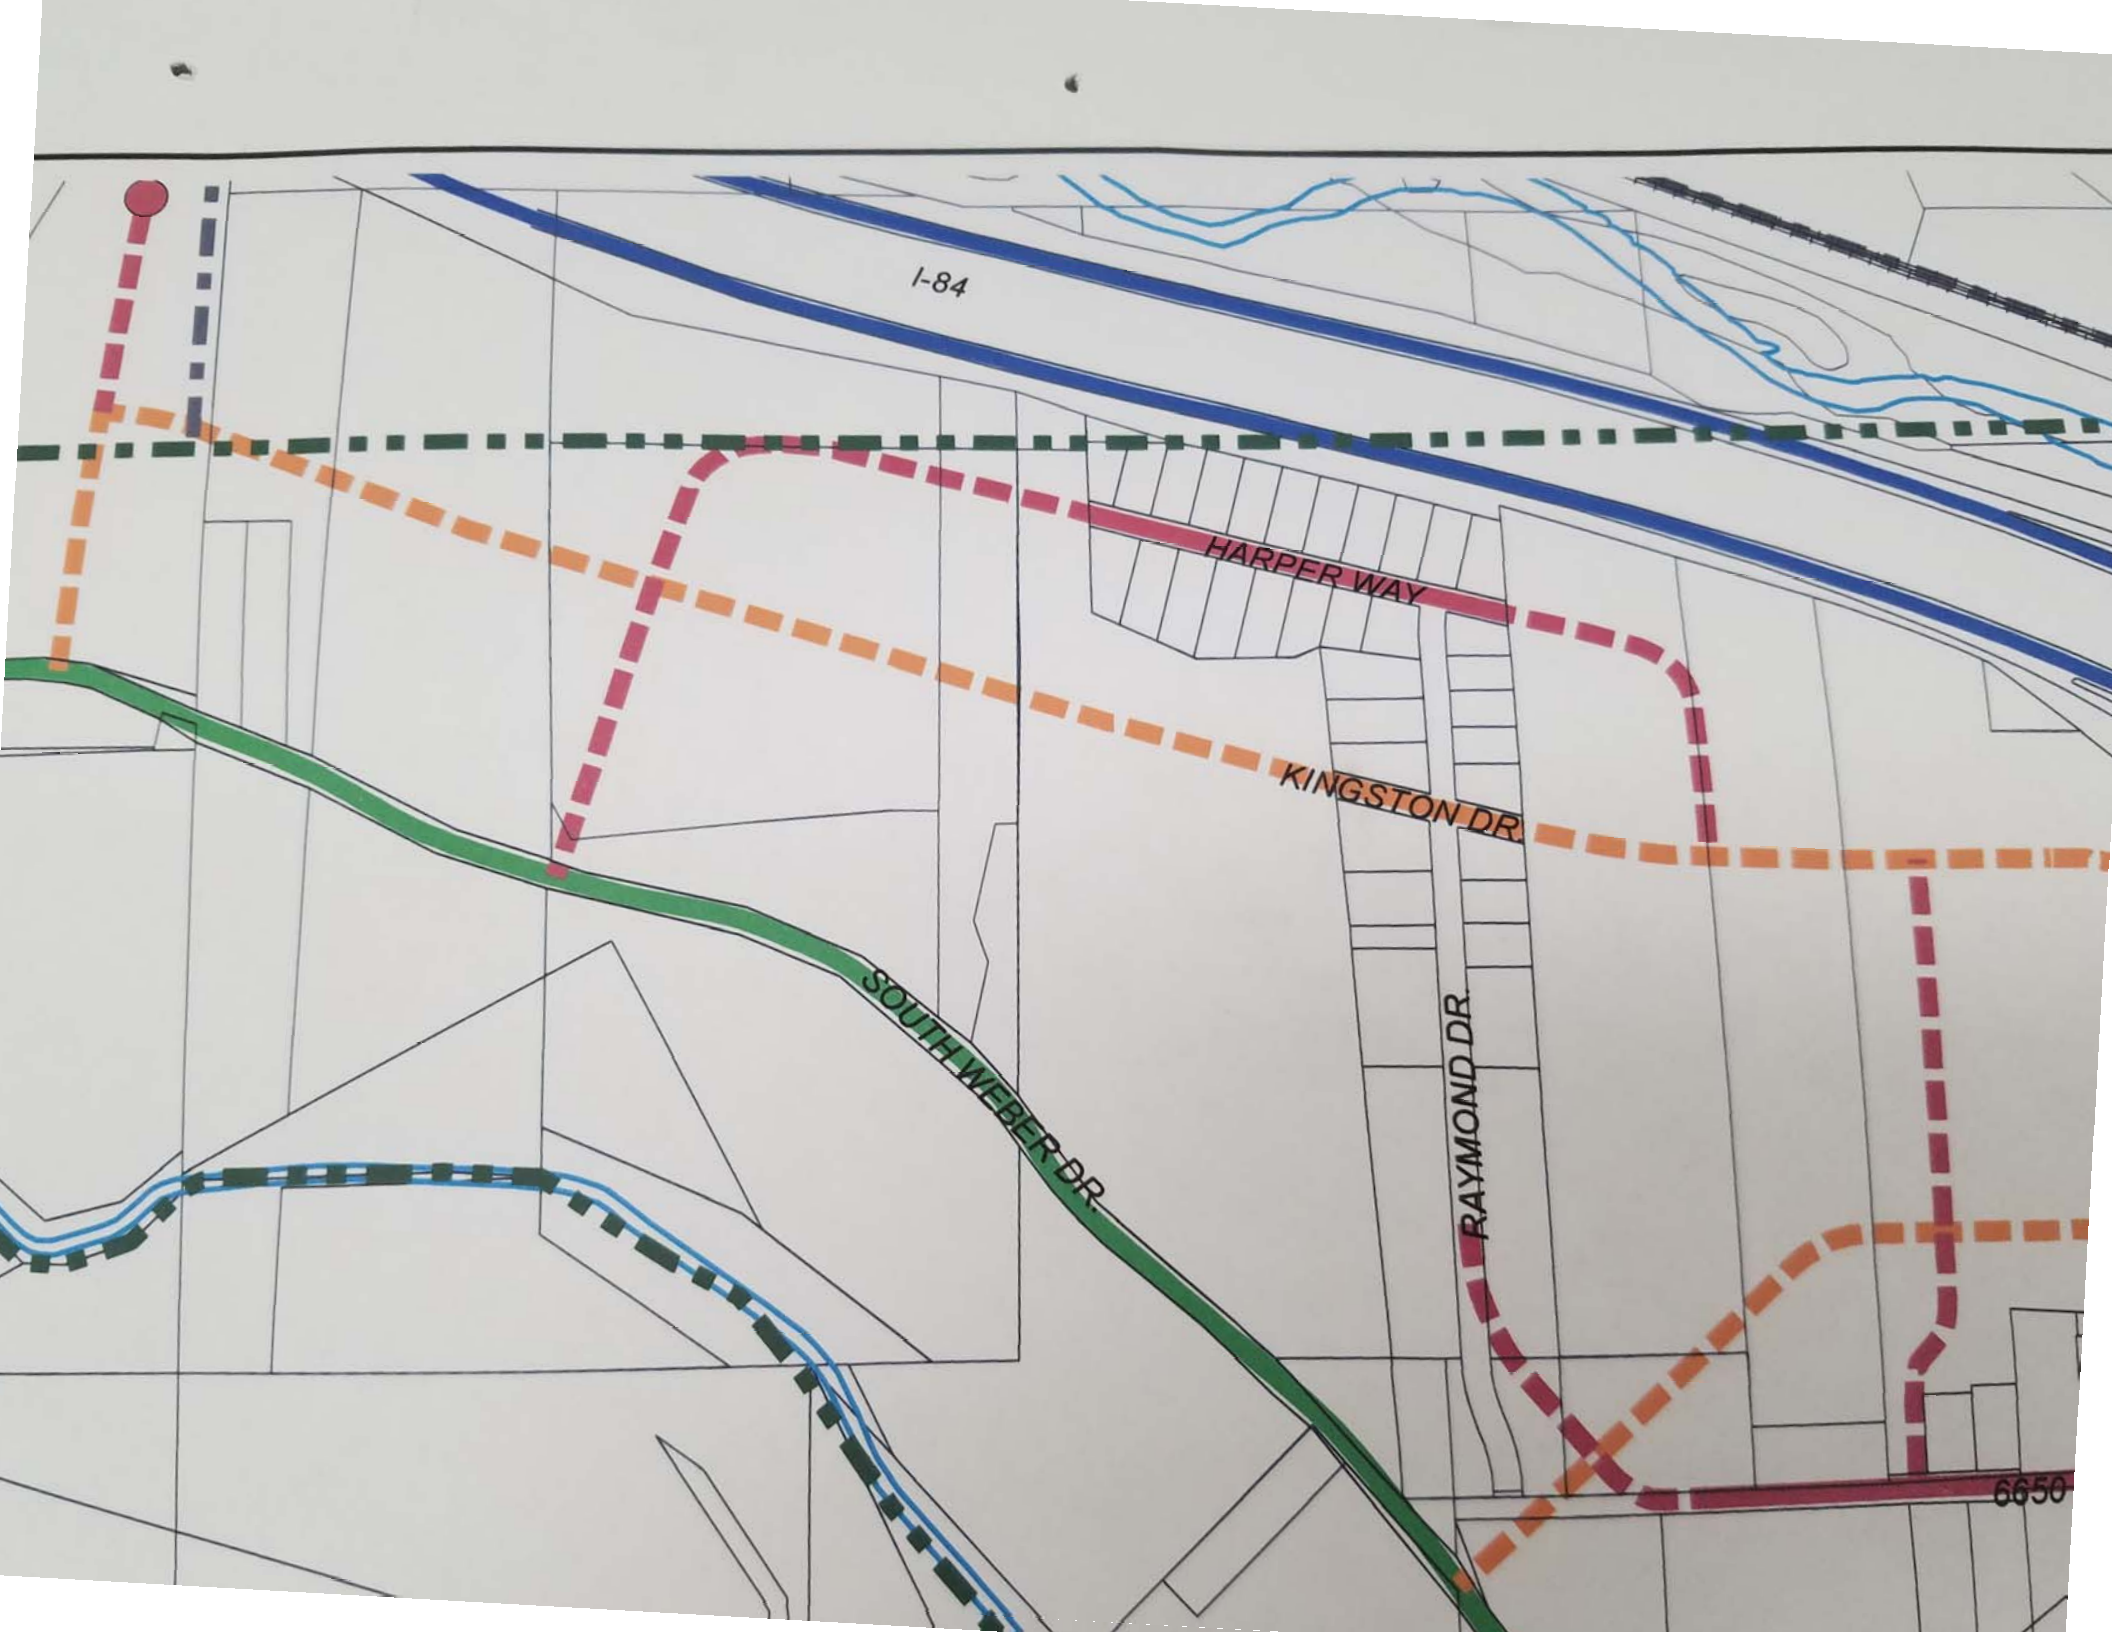 I-84
HARPER WAY
KINGSTON DR.
SOUTH WEBER DR.
RAYMOND DR.
6650